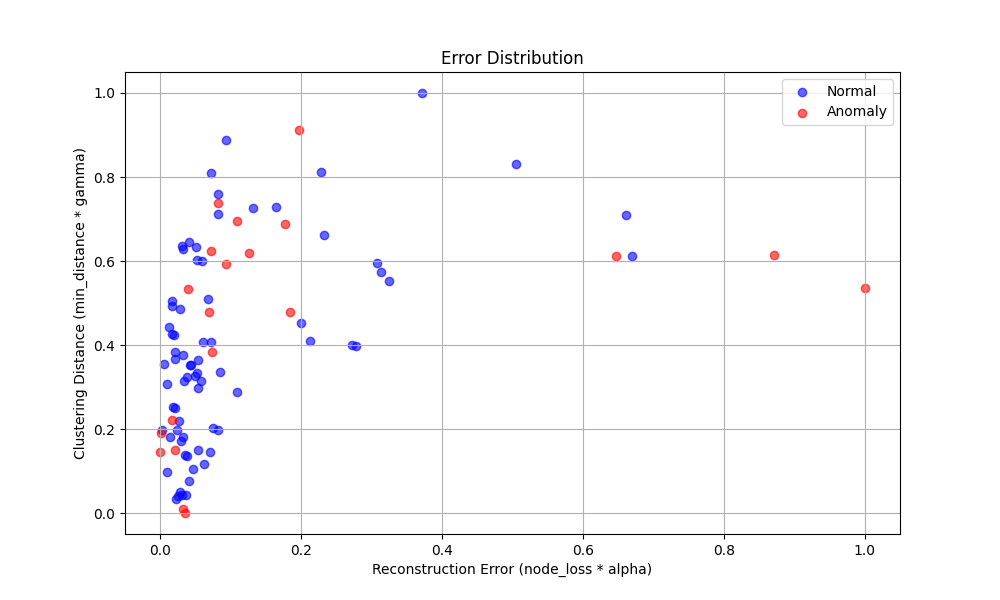 Error Distribution
Normal
Anomaly
Clustering Distance (min_distance * gamma)
1.0
0.8
0.6
0.4
0.2
0.0
0.0 0.2 0.4 0.6 0.8 1.0
Reconstruction Error (node_loss * alpha)